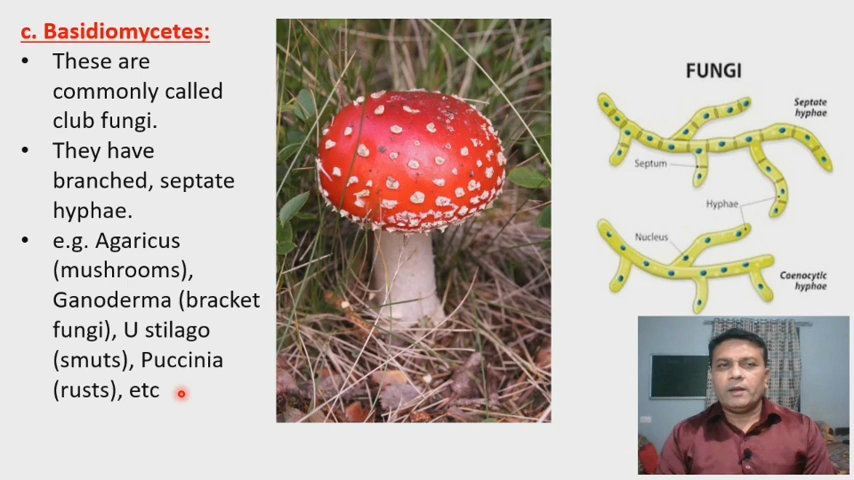 c. Basidiomycetes:
• These are
commonly called
club fungi.
• They have
branched, septate
hyphae.
• e.g. Agaricus
(mushrooms),
Ganoderma (bracket
fungi), U stilago
(smuts), Puccinia
(rusts), etc
FUNGI
Septate
hyphae
Septum
Hyphae
Nucleus
Coenocytic
hyphae